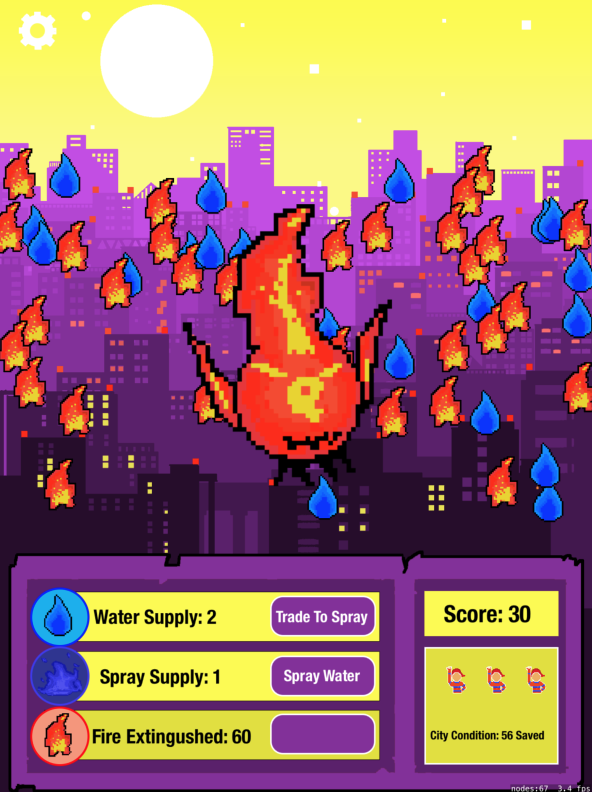 Water Supply: 2
Trade To Spray
Score: 30
Spray Supply: 1
Spray Water
Fire Extingushed: 60
City Condition: 56 Saved
nodes:67 3.4 fps